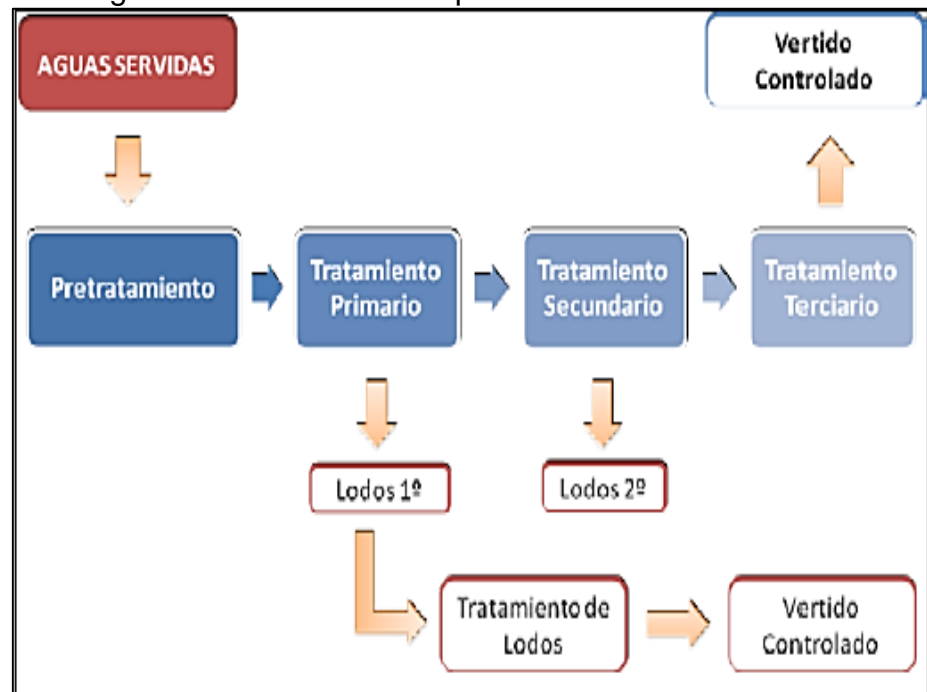 AGUAS SERVIDAS
Vertido
Controlado
Pretratamiento
Tratamiento
Primario
Tratamiento
Secundario
Tratamiento
Terciario
Lodos 1º
Lodos 2º
Tratamiento de
Lodos
Vertido
Controlado